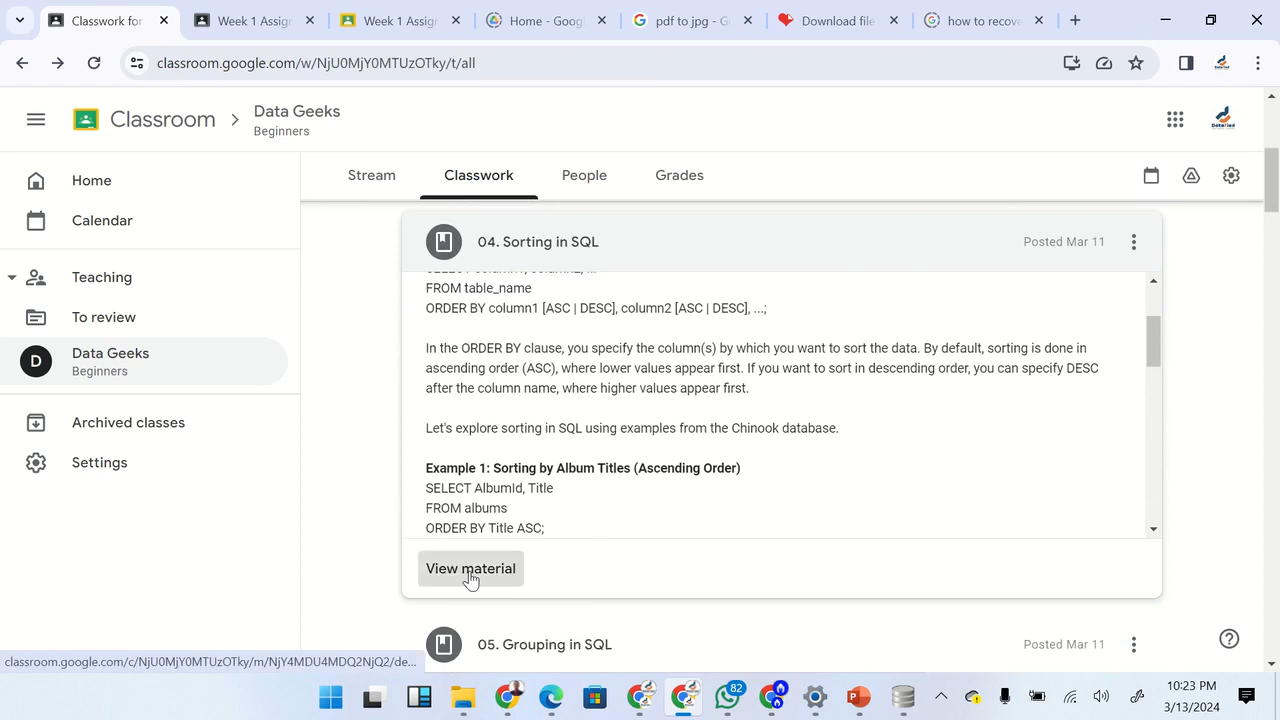 Classwork for
Week 1 Assign
Week 1 Assign
Home - Goog
pdf to jpg - G
Download file
how to recove
classroom.google.com/w/NjU0MjY0MTUzOTky/t/all
Classroom
Data Geeks
Beginners
Home
Calendar
Teaching
To review
D
Data Geeks
Beginners
Archived classes
Settings
Stream
Classwork
People
Grades
04. Sorting in SQL
Posted Mar 11
FROM table_name
ORDER BY column1 [ASC | DESC], column2 [ASC | DESC], ...;
In the ORDER BY clause, you specify the column(s) by which you want to sort the data. By default, sorting is done in
ascending order (ASC), where lower values appear first. If you want to sort in descending order, you can specify DESC
after the column name, where higher values appear first.
Let's explore sorting in SQL using examples from the Chinook database.
Example 1: Sorting by Album Titles (Ascending Order)
SELECT AlbumId, Title
FROM albums
ORDER BY Title ASC;
View material
05. Grouping in SQL
Posted Mar 11
classroom.google.com/c/NjU0MjY0MTUzOTky/m/NjY4MDU4MDQ2NjQ2/de...
82
10:23 PM
3/13/2024